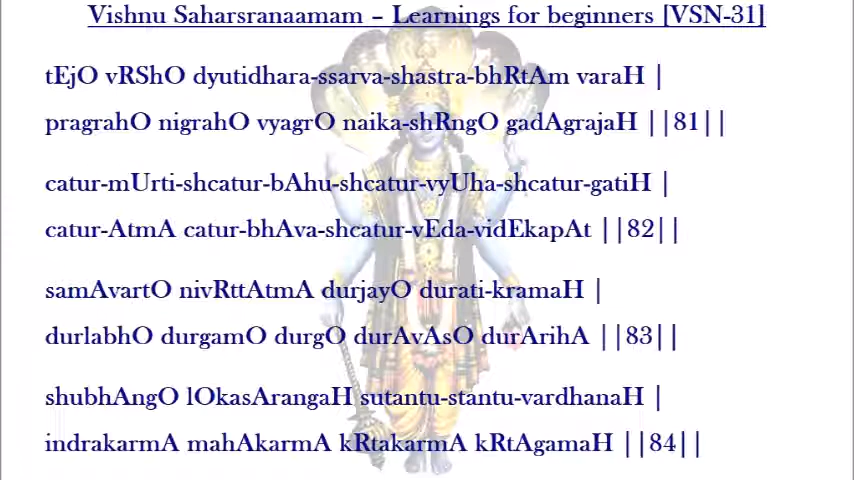 Vishnu Saharsranaamam – Learnings for beginners [VSN-31]
tEjO vRShO dyutidhara-ssarva-shastra-bhRtAm varaH |
pragrahO nigrahO vyagrO naika-shRngO gadAgrajaH ||81||
catur-mUrti-shcatur-bAhu-shcatur-vyUha-shcatur-gatiH |
catur-AtmA catur-bhAva-shcatur-vEda-vidEkapAt ||82||
samAvartO nivRttAtmA durjayO durati-kramaH |
durlabhO durgamO durgO durAvAsO durArihA ||83||
shubhAngO lOkasArangaH sutantu-stantu-vardhanaH |
indrakarmA mahAkarmA kRtakarmA kRtAgamaH ||84||